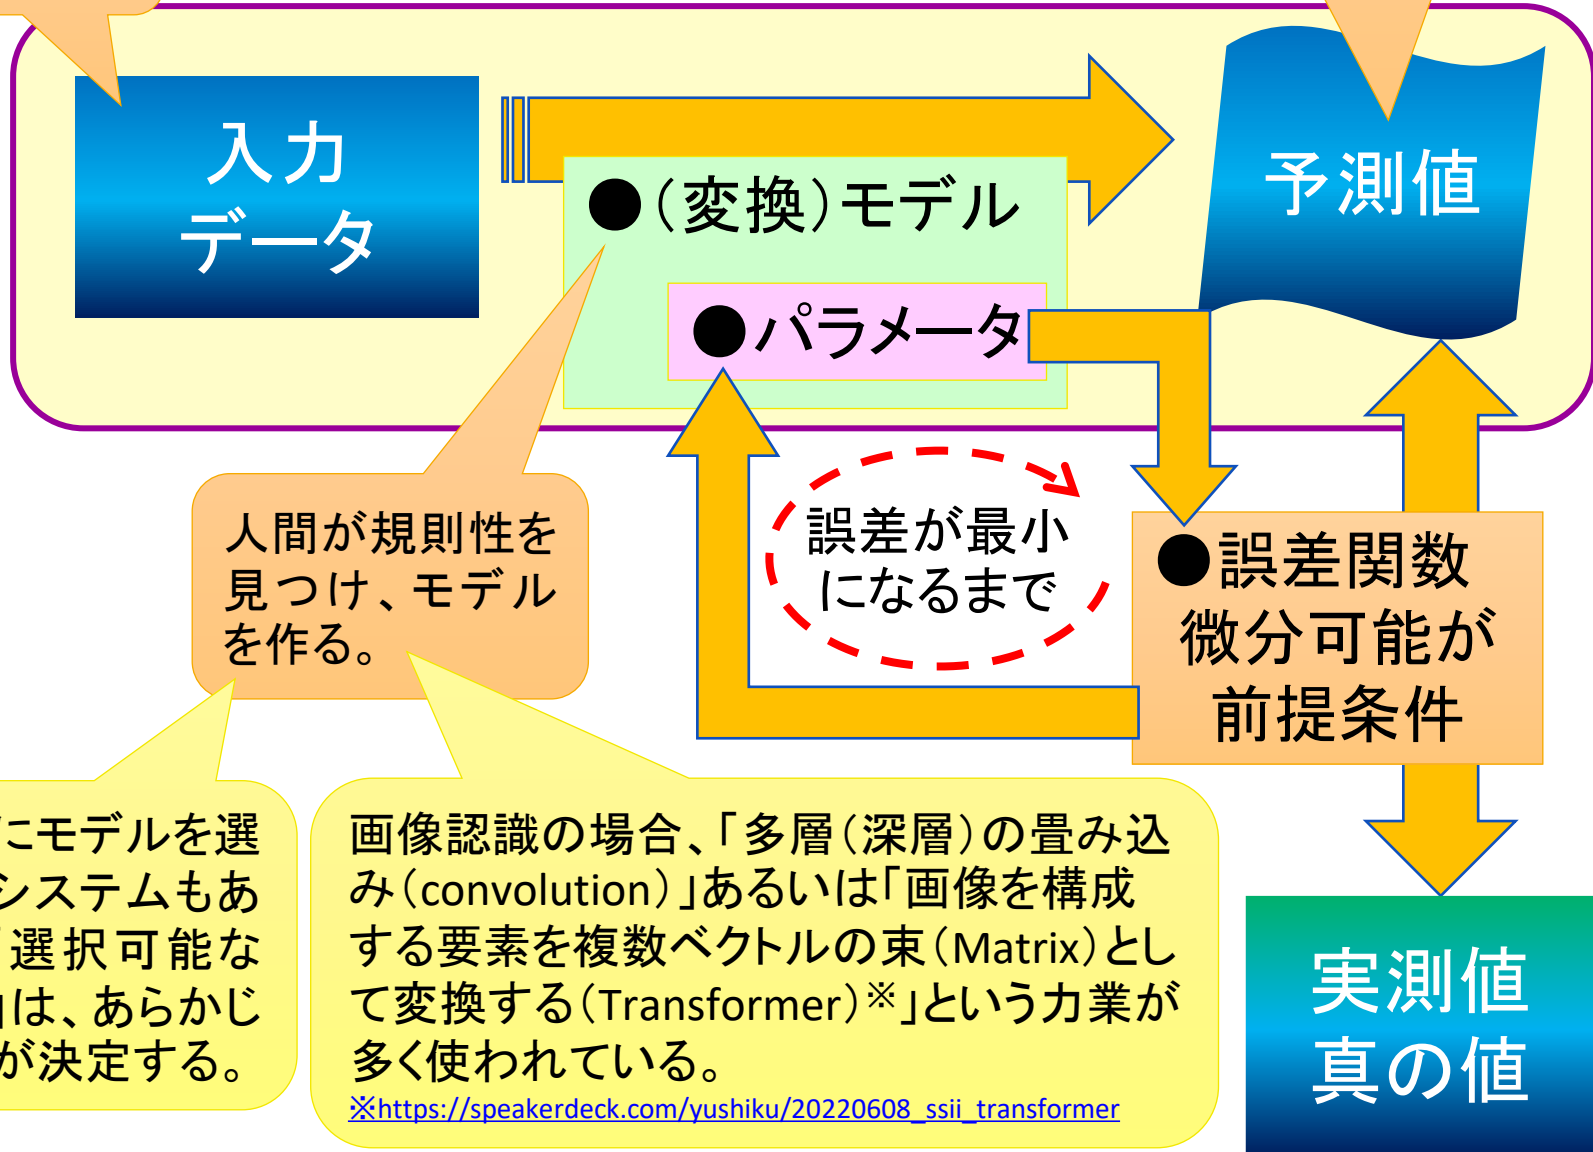 入力
データ
●（変換）モデル
●パラメータ
予測値
人間が規則性を
見つけ、モデル
を作る。
誤差が最小
になるまで
●誤差関数
微分可能が
前提条件
にモデルを選
システムもあ
選択可能な
は、あらかじ
が決定する。
画像認識の場合、「多層（深層）の畳み込
み（convolution）」あるいは「画像を構成
する要素を複数ベクトルの束（Matrix）とし
て変換する（Transformer）※」という力業が
多く使われている。
※https://speakerdeck.com/yushiku/20220608_ssii_transformer
実測値
真の値